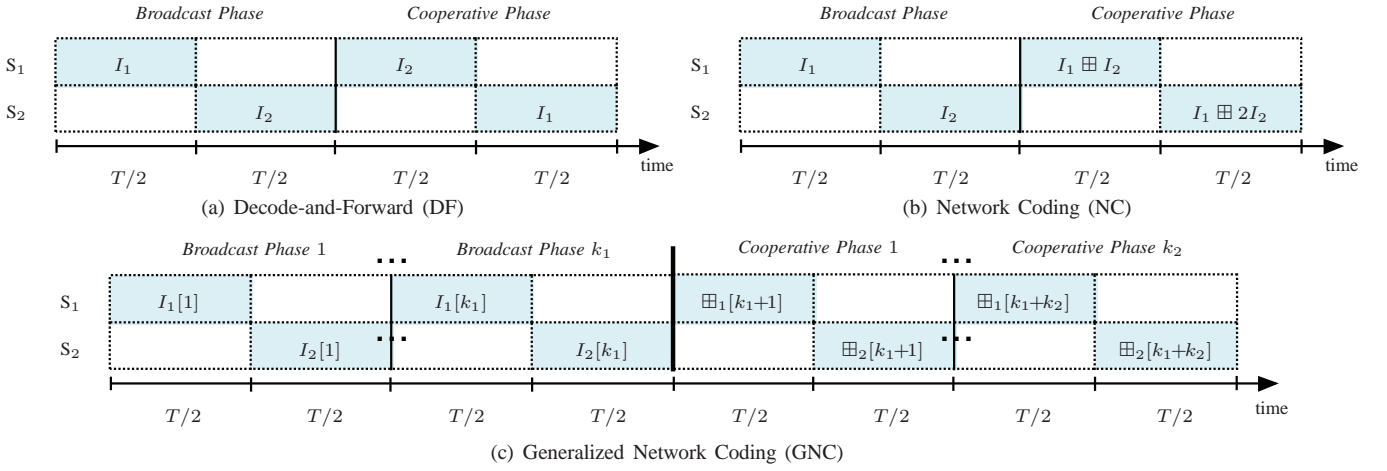 Broadcast Phase Cooperative Phase
S1 I1 I2
S2 I2 I1
time
T/2 T/2 T/2 T/2
(a) Decode-and-Forward (DF)
Broadcast Phase Cooperative Phase
S1 I1 I1 ⊞ I2
S2 I2 I1 ⊞ 2I2
time
T/2 T/2 T/2 T/2
(b) Network Coding (NC)
Broadcast Phase 1 ... Broadcast Phase k1 Cooperative Phase 1 ... Cooperative Phase k2
S1 I1[1] I1[k1] ⊞1[k1+1] ⊞1[k1+k2]
S2 I2[1] ... I2[k1] ⊞2[k1+1] ... ⊞2[k1+k2]
time
T/2 T/2 T/2 T/2 T/2 T/2 T/2 T/2
(c) Generalized Network Coding (GNC)